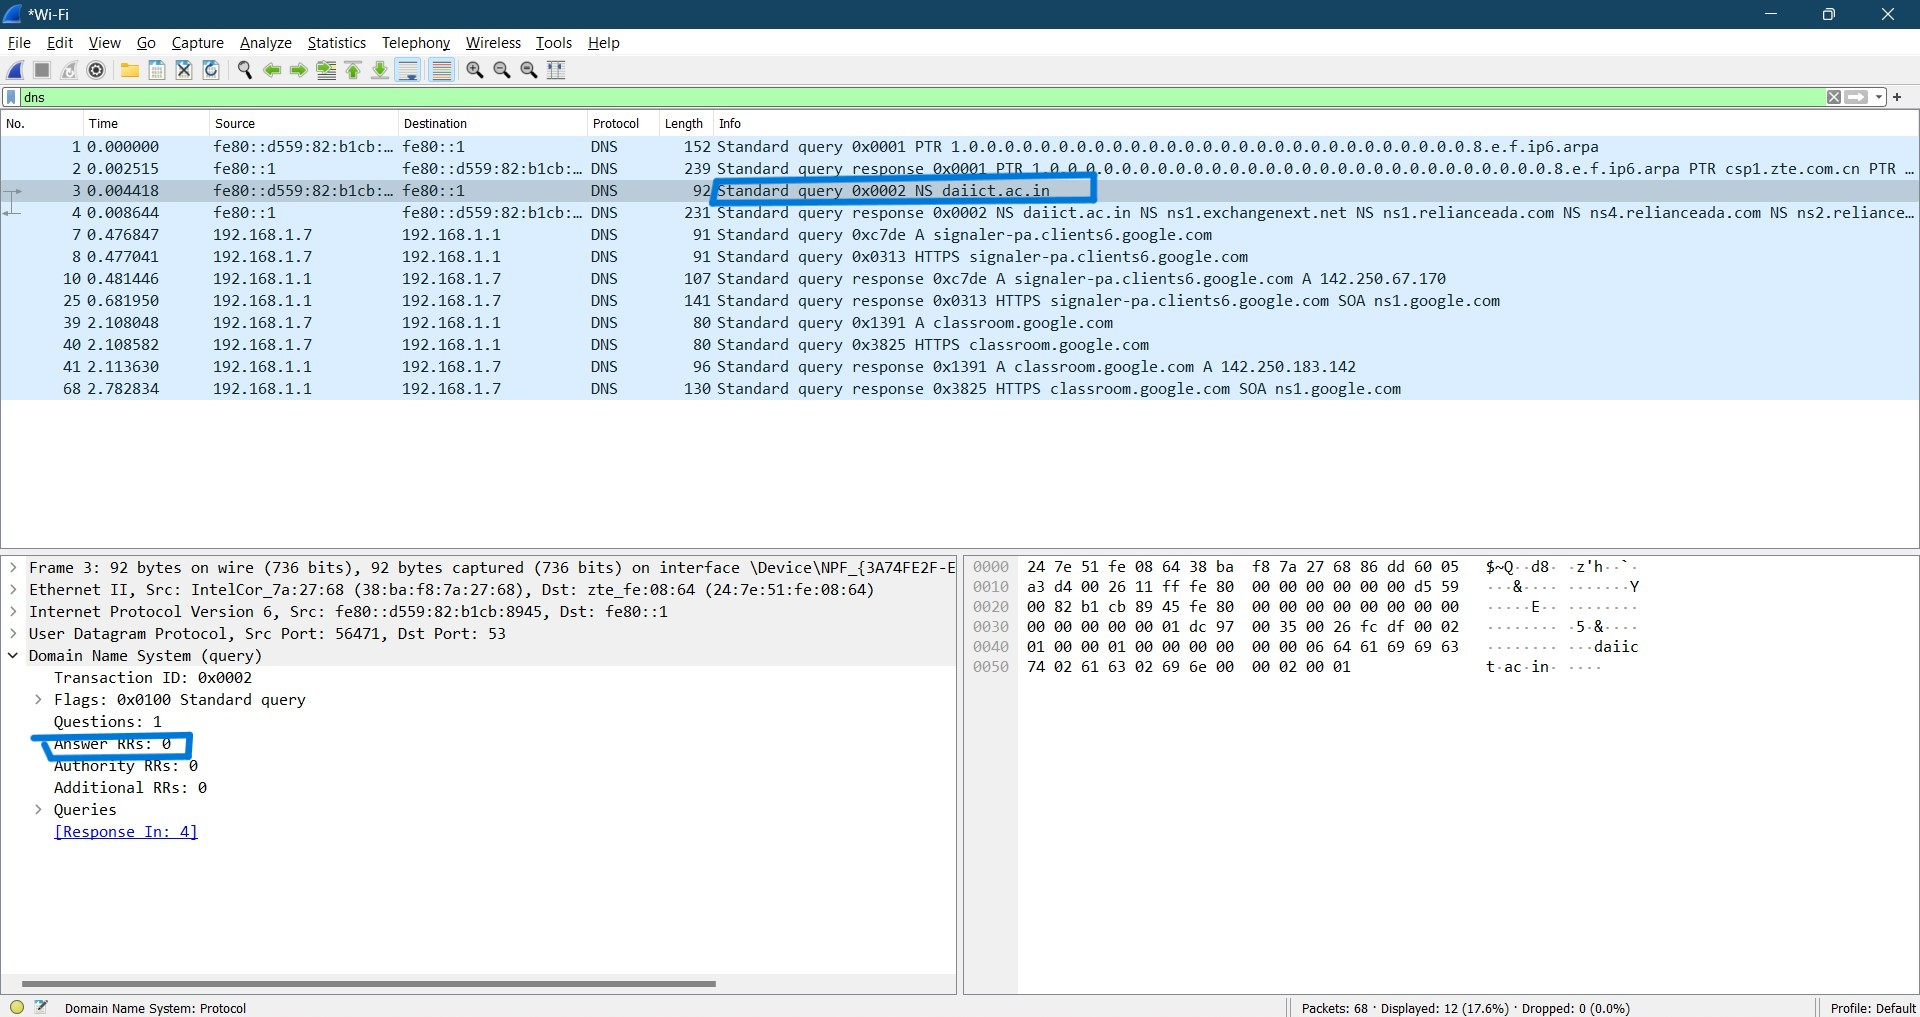 *Wi-Fi
File Edit View Go Capture Analyze Statistics Telephony Wireless Tools Help
dns
No. Time Source Destination Protocol Length Info
1 0.000000 fe80::d559:82:b1cb:… fe80::1 DNS 152 Standard query 0x0001 PTR 1.0.0.0.0.0.0.0.0.0.0.0.0.0.0.0.0.0.0.0.0.0.0.0.0.0.0.0.0.8.e.f.ip6.arpa
2 0.002515 fe80::1 fe80::d559:82:b1cb:… DNS 239 Standard query response 0x0001 PTR 1.0.0.0.0.0.0.0.0.0.0.0.0.0.0.0.0.0.0.0.0.0.0.0.0.0.0.0.0.8.e.f.ip6.arpa PTR csp1.zte.com.cn PTR …
3 0.004418 fe80::d559:82:b1cb:… fe80::1 DNS 92 Standard query 0x0002 NS daiict.ac.in
4 0.008644 fe80::1 fe80::d559:82:b1cb:… DNS 231 Standard query response 0x0002 NS daiict.ac.in NS ns1.exchangenext.net NS ns1.relianceada.com NS ns4.relianceada.com NS ns2.reliance…
7 0.476847 192.168.1.7 192.168.1.1 DNS 91 Standard query 0xc7de A signaler-pa.clients6.google.com
8 0.477041 192.168.1.7 192.168.1.1 DNS 91 Standard query 0x0313 HTTPS signaler-pa.clients6.google.com
10 0.481446 192.168.1.1 192.168.1.7 DNS 107 Standard query response 0xc7de A signaler-pa.clients6.google.com A 142.250.67.170
25 0.681950 192.168.1.1 192.168.1.7 DNS 141 Standard query response 0x0313 HTTPS signaler-pa.clients6.google.com SOA ns1.google.com
39 2.108048 192.168.1.7 192.168.1.1 DNS 80 Standard query 0x1391 A classroom.google.com
40 2.108582 192.168.1.7 192.168.1.1 DNS 80 Standard query 0x3825 HTTPS classroom.google.com
41 2.113630 192.168.1.1 192.168.1.7 DNS 96 Standard query response 0x1391 A classroom.google.com A 142.250.183.142
68 2.782834 192.168.1.1 192.168.1.7 DNS 130 Standard query response 0x3825 HTTPS classroom.google.com SOA ns1.google.com
Frame 3: 92 bytes on wire (736 bits), 92 bytes captured (736 bits) on interface \Device\NPF_{3A74FE2F-E
Ethernet II, Src: IntelCor_7a:27:68 (38:ba:f8:7a:27:68), Dst: zte_fe:08:64 (24:7e:51:fe:08:64)
Internet Protocol Version 6, Src: fe80::d559:82:b1cb:8945, Dst: fe80::1
User Datagram Protocol, Src Port: 56471, Dst Port: 53
Domain Name System (query)
Transaction ID: 0x0002
Flags: 0x0100 Standard query
Questions: 1
Answer RRs: 0
Authority RRs: 0
Additional RRs: 0
Queries
[Response In: 4]
0000 24 7e 51 fe 08 64 38 ba f8 7a 27 68 86 dd 60 05 $~Q··d8· ·z'h··`·
0010 a3 d4 00 26 11 ff fe 80 00 00 00 00 00 00 d5 59 ···&···· ·······Y
0020 00 82 b1 cb 89 45 fe 80 00 00 00 00 00 00 00 00 ·····E·· ········
0030 00 00 00 00 00 01 dc 97 00 35 00 26 fc df 00 02 ········ ·5·&····
0040 01 00 00 01 00 00 00 00 00 00 06 64 61 69 69 63 ········ ···daiic
0050 74 02 61 63 02 69 6e 00 00 02 00 01 t·ac·in· ····
Domain Name System: Protocol
Packets: 68 · Displayed: 12 (17.6%) · Dropped: 0 (0.0%)
Profile: Default